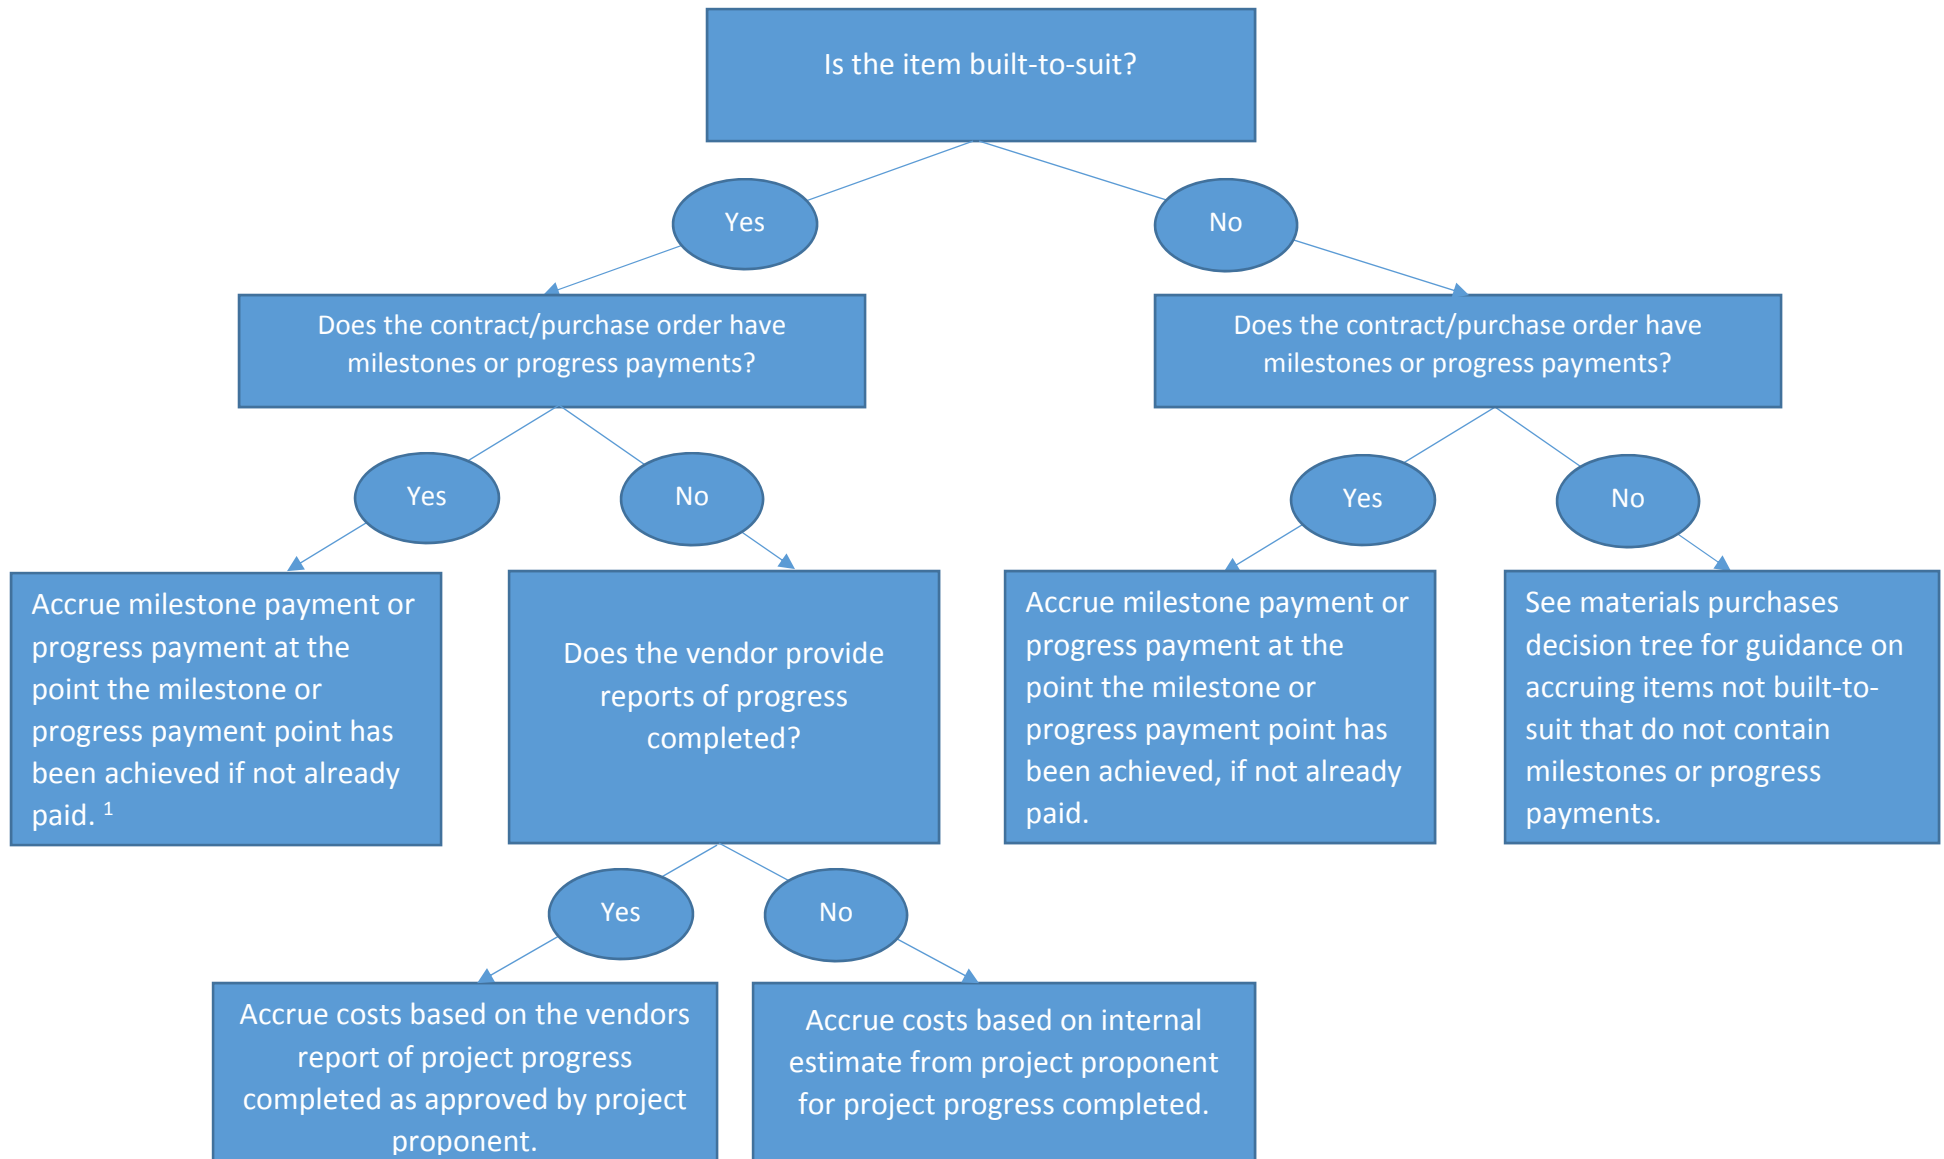 Is the item built-to-suit?
Yes
No
Does the contract/purchase order have
milestones or progress payments?
Does the contract/purchase order have
milestones or progress payments?
Yes
No
Yes
No
Accrue milestone payment or
progress payment at the
point the milestone or
progress payment point has
been achieved if not already
paid. 1
Does the vendor provide
reports of progress
completed?
Accrue milestone payment or
progress payment at the
point the milestone or
progress payment point has
been achieved, if not already
paid.
See materials purchases
decision tree for guidance on
accruing items not built-to-
suit that do not contain
milestones or progress
payments.
Yes
No
Accrue costs based on the vendors
report of project progress
completed as approved by project
proponent.
Accrue costs based on internal
estimate from project proponent
for project progress completed.